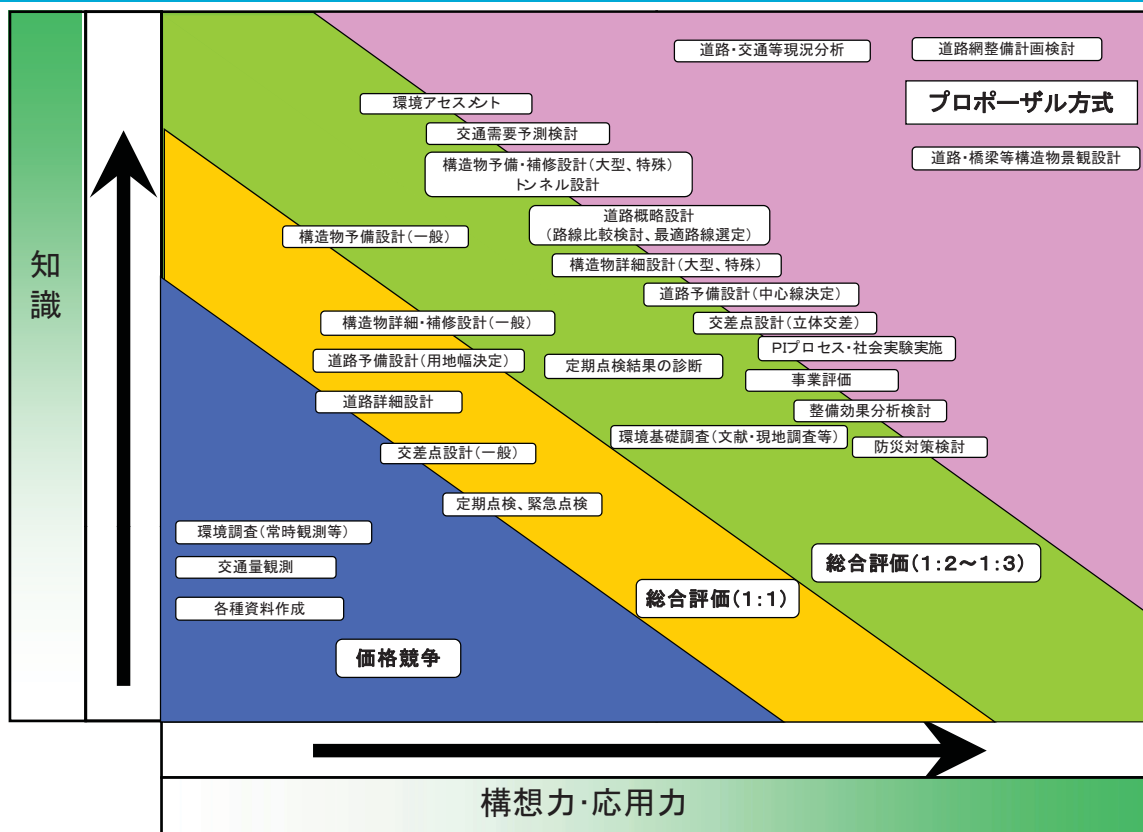 道路・交通等現況分析
道路網整備計画検討
プロポーザル方式
環境アセスメント
交通需要予測検討
道路・橋梁等構造物景観設計
構造物予備・補修設計(大型、特殊)
トンネル設計
道路概略設計
(路線比較検討、最適路線選定)
構造物予備設計(一般)
構造物詳細設計(大型、特殊)
知識
道路予備設計(中心線決定)
構造物詳細・補修設計(一般)
交差点設計(立体交差)
PIプロセス・社会実験実施
道路予備設計(用地幅決定)
定期点検結果の診断
事業評価
道路詳細設計
整備効果分析検討
環境基礎調査(文献・現地調査等)
防災対策検討
交差点設計(一般)
定期点検、緊急点検
環境調査(常時観測等)
交通量観測
総合評価(1:2～1:3)
総合評価(1:1)
各種資料作成
価格競争
構想力・応用力